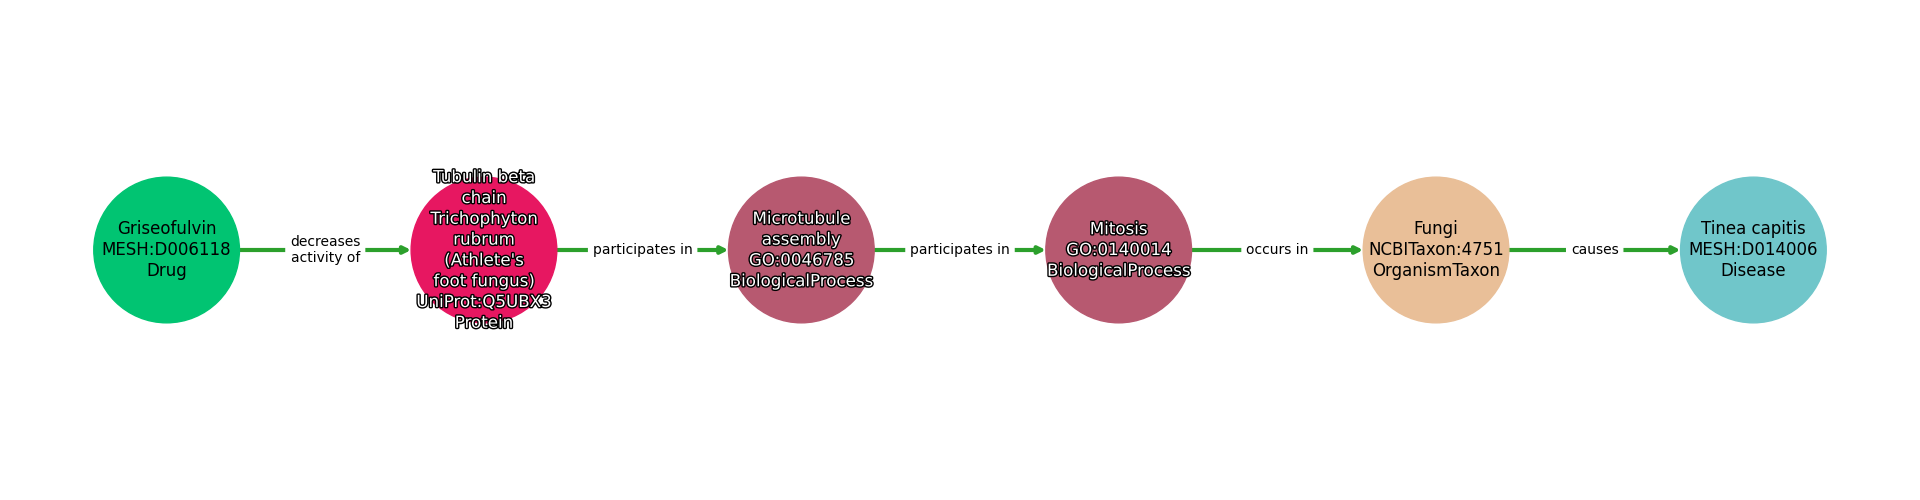 Griseofulvin
MESH:D006118
Drug
decreases
activity of
Tubulin beta
chain
Trichophyton
rubrum
(Athlete's
foot fungus)
UniProt:Q5UBX3
Protein
participates in
Microtubule
assembly
GO:0046785
BiologicalProcess
participates in
Mitosis
GO:0140014
BiologicalProcess
occurs in
Fungi
NCBITaxon:4751
OrganismTaxon
causes
Tinea capitis
MESH:D014006
Disease